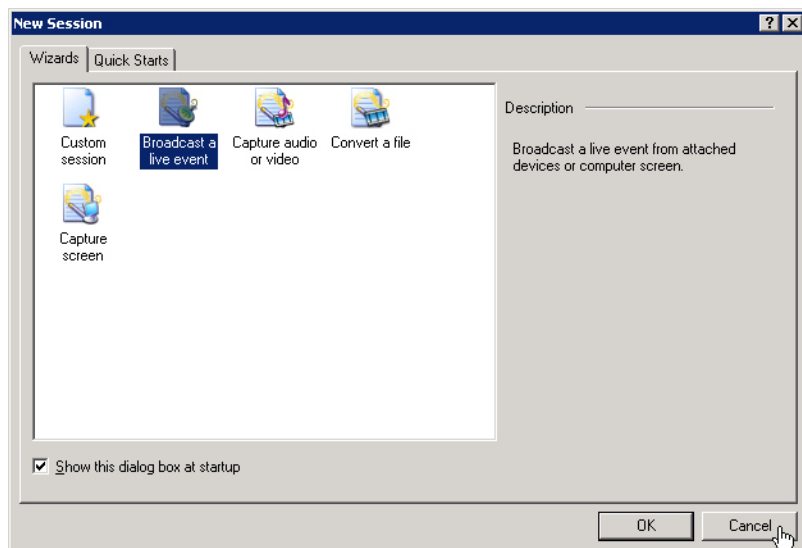 New Session
Wizards Quick Starts
Custom session
Broadcast a live event
Capture audio or video
Convert a file
Capture screen
Description
Broadcast a live event from attached
devices or computer screen.
Show this dialog box at startup
OK Cancel